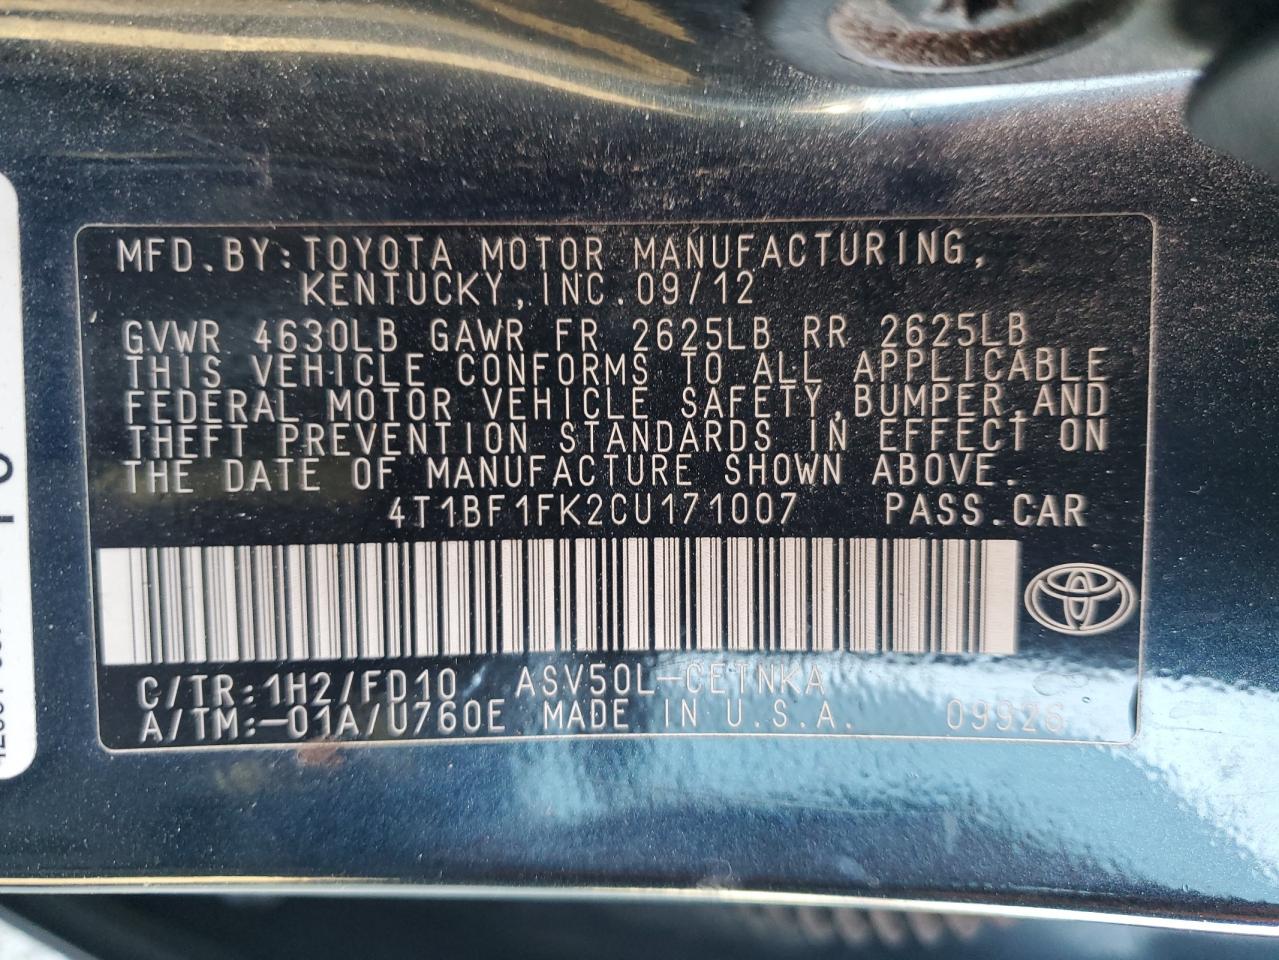 MFD.BY:TOYOTA MOTOR MANUFACTURING,
KENTUCKY,INC.09/12
GVWR 4630LB GAWR FR 2625LB RR 2625LB
THIS VEHICLE CONFORMS TO ALL APPLICABLE
FEDERAL MOTOR VEHICLE SAFETY,BUMPER,AND
THEFT PREVENTION STANDARDS IN EFFECT ON
THE DATE OF MANUFACTURE SHOWN ABOVE.
4T1BF1FK2CU171007 PASS.CAR
C/TR:1H2/FD10 ASV50L-CETNKA
A/TM:-01A/U760E MADE IN U.S.A. 09926